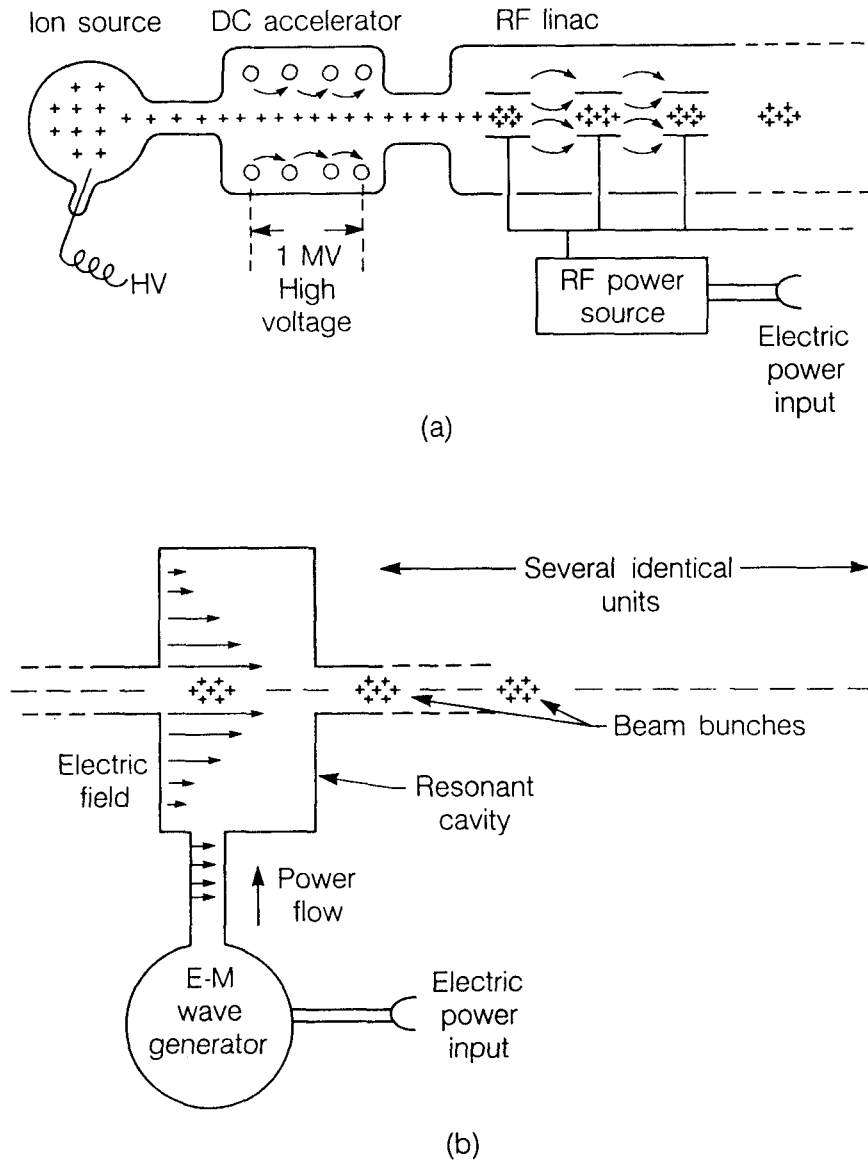 Ion source
DC accelerator
RF linac
HV
1 MV
High
voltage
RF power
source
Electric
power
input
(a)
Several identical
units
Electric
field
Beam bunches
Resonant
cavity
Power
flow
E-M
wave
generator
Electric
power
input
(b)